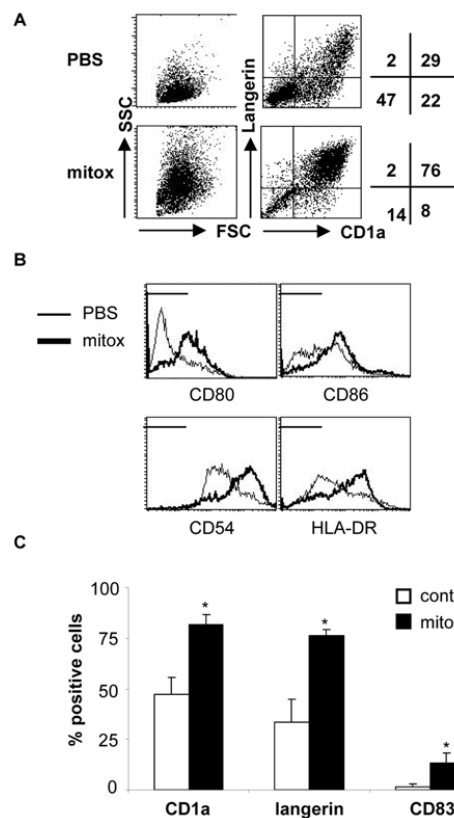 A
PBS
SSC
Langerin
2 29
47 22
mitox
2 76
14 8
FSC
CD1a
B
PBS
mitox
CD80
CD86
CD54
HLA-DR
C
% positive cells
100
75
50
25
0
*
*
*
cont
mito
CD1a
langerin
CD83